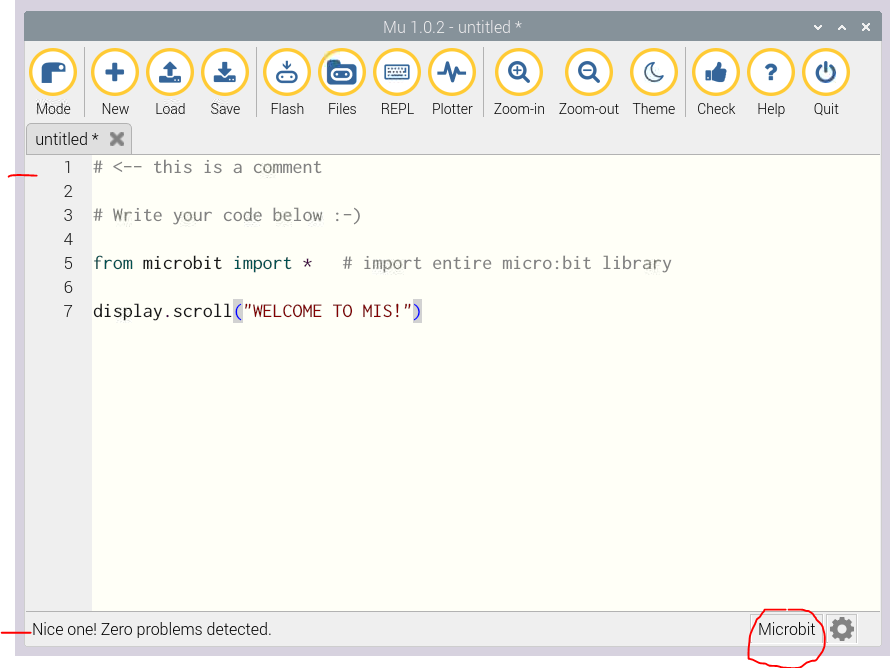 Mu 1.0.2 - untitled *
Mode New Load Save Flash Files REPL Plotter Zoom-in Zoom-out Theme Check Help Quit
untitled *
1 # <-- this is a comment
2
3 # Write your code below :-)
4
5 from microbit import *   # import entire micro:bit library
6
7 display.scroll("WELCOME TO MIS!")
Nice one! Zero problems detected. Microbit